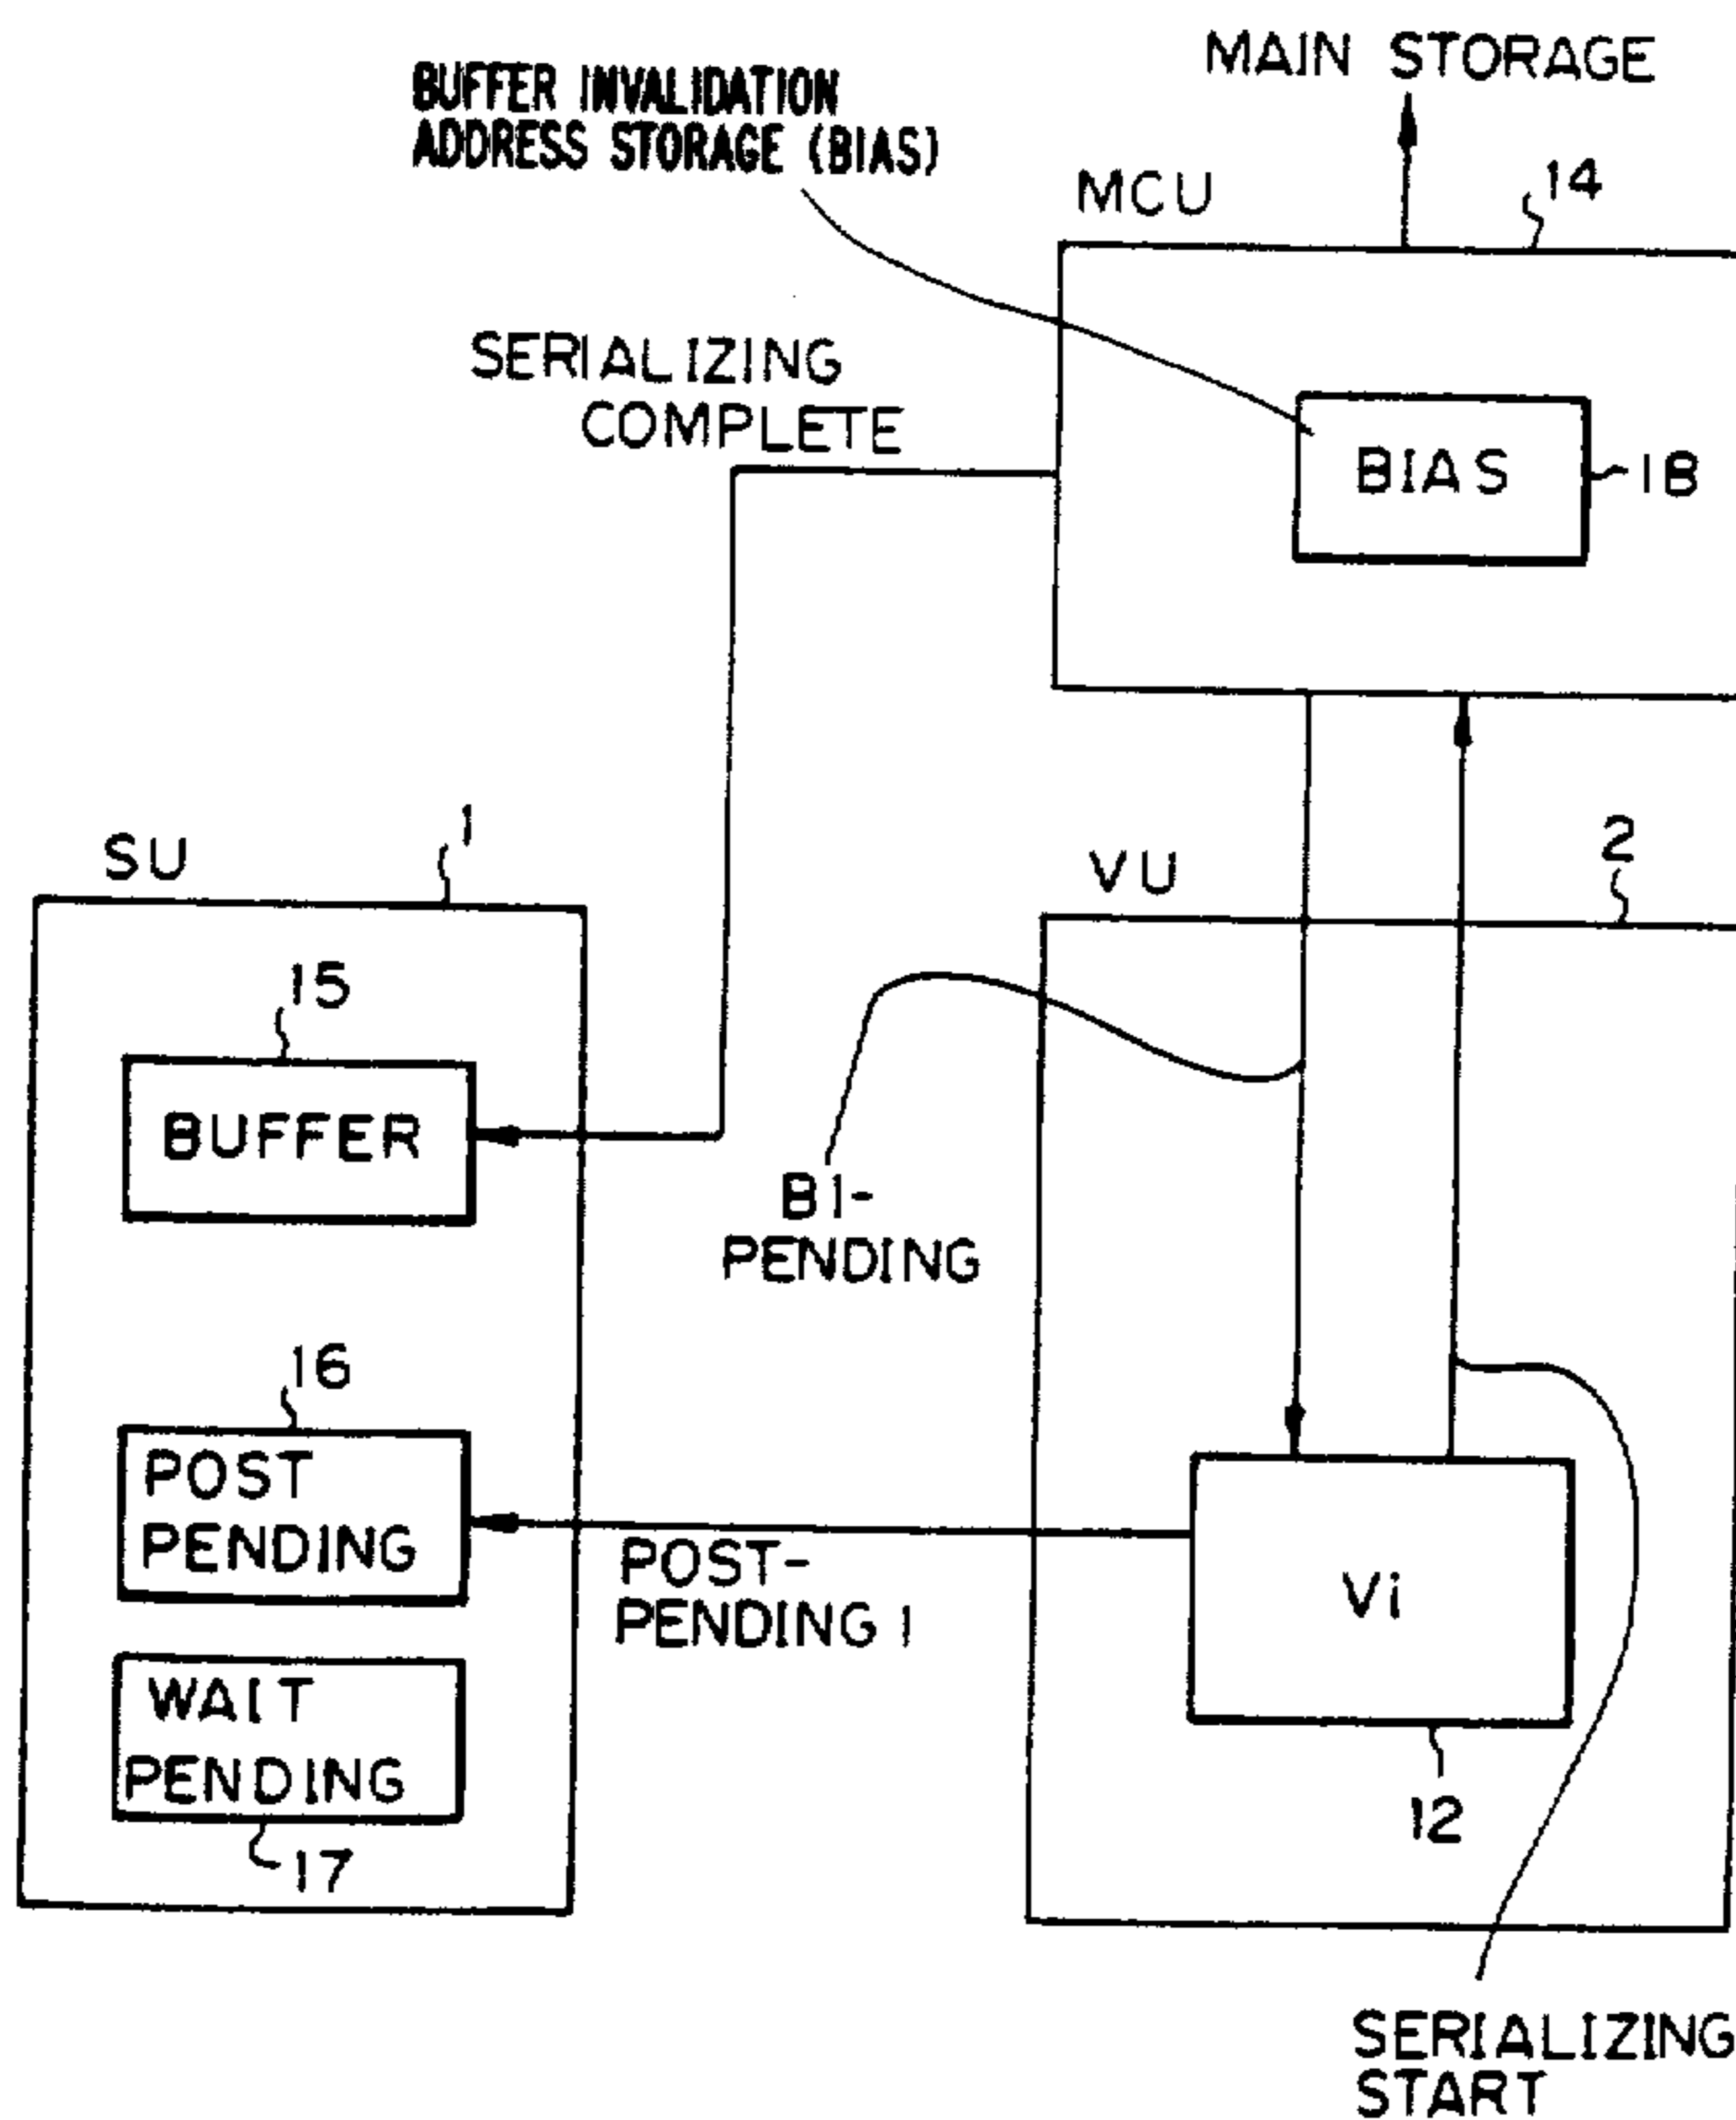 MAIN STORAGE
BUFFER INVALIDATION
ADDRESS STORAGE (BIAS)
MCU
14
SERIALIZING
COMPLETE
BIAS
18
SU
1
VU
2
15
BUFFER
BI-
PENDING
16
POST
PENDING
POST-
PENDING 1
Vi
WAIT
PENDING
17
12
SERIALIZING
START